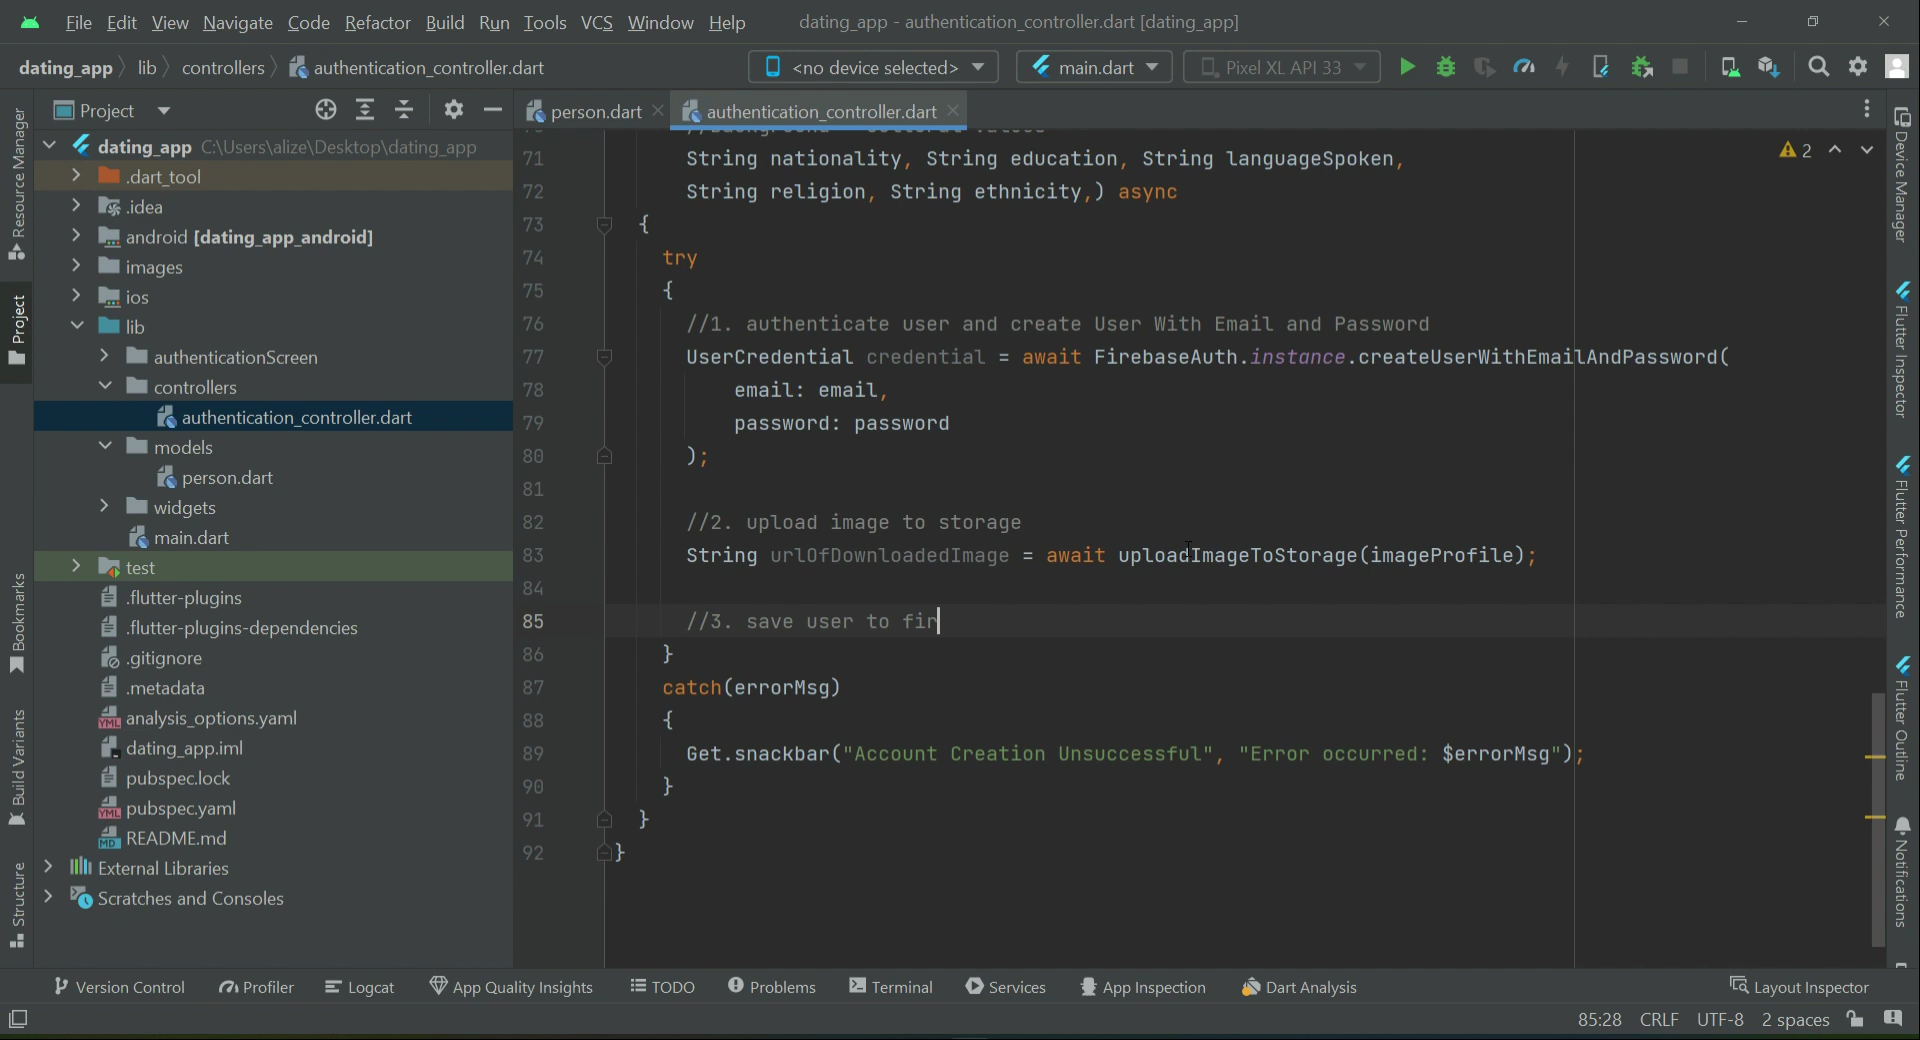 File Edit View Navigate Code Refactor Build Run Tools VCS Window Help dating_app - authentication_controller.dart [dating_app]
dating_app lib controllers authentication_controller.dart <no device selected> main.dart Pixel XL API 33
Project person.dart authentication_controller.dart
dating_app C:\Users\alize\Desktop\dating_app
.dart_tool
.idea
android [dating_app_android]
images
ios
lib
authenticationScreen
controllers
authentication_controller.dart
models
person.dart
widgets
main.dart
test
.flutter-plugins
.flutter-plugins-dependencies
.gitignore
.metadata
analysis_options.yaml
dating_app.iml
pubspec.lock
pubspec.yaml
README.md
External Libraries
Scratches and Consoles
71 String nationality, String education, String languageSpoken,
72 String religion, String ethnicity,) async
73 {
74 try
75 {
76 //1. authenticate user and create User With Email and Password
77 UserCredential credential = await FirebaseAuth.instance.createUserWithEmailAndPassword(
78 email: email,
79 password: password
80 );
81
82 //2. upload image to storage
83 String urlOfDownloadedImage = await uploadImageToStorage(imageProfile);
84
85 //3. save user to fir
86 }
87 catch(errorMsg)
88 {
89 Get.snackbar("Account Creation Unsuccessful", "Error occurred: $errorMsg");
90 }
91 }
92 }
2
Resource Manager
Project
Bookmarks
Build Variants
Structure
Device Manager
Flutter Inspector
Flutter Performance
Flutter Outline
Notifications
Version Control Profiler Logcat App Quality Insights TODO Problems Terminal Services App Inspection Dart Analysis Layout Inspector
85:28 CRLF UTF-8 2 spaces